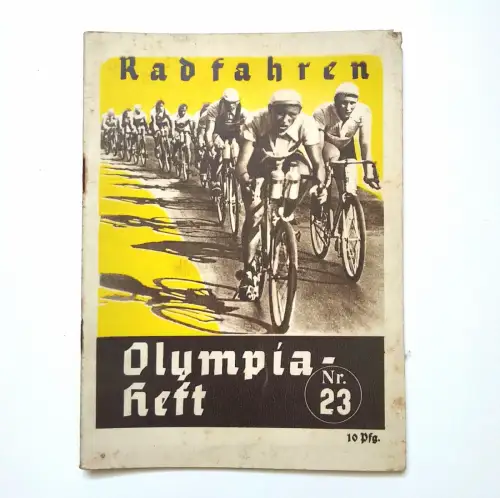 Radfahren
Olympia-
Heft
Nr.
23
10 Pfg.